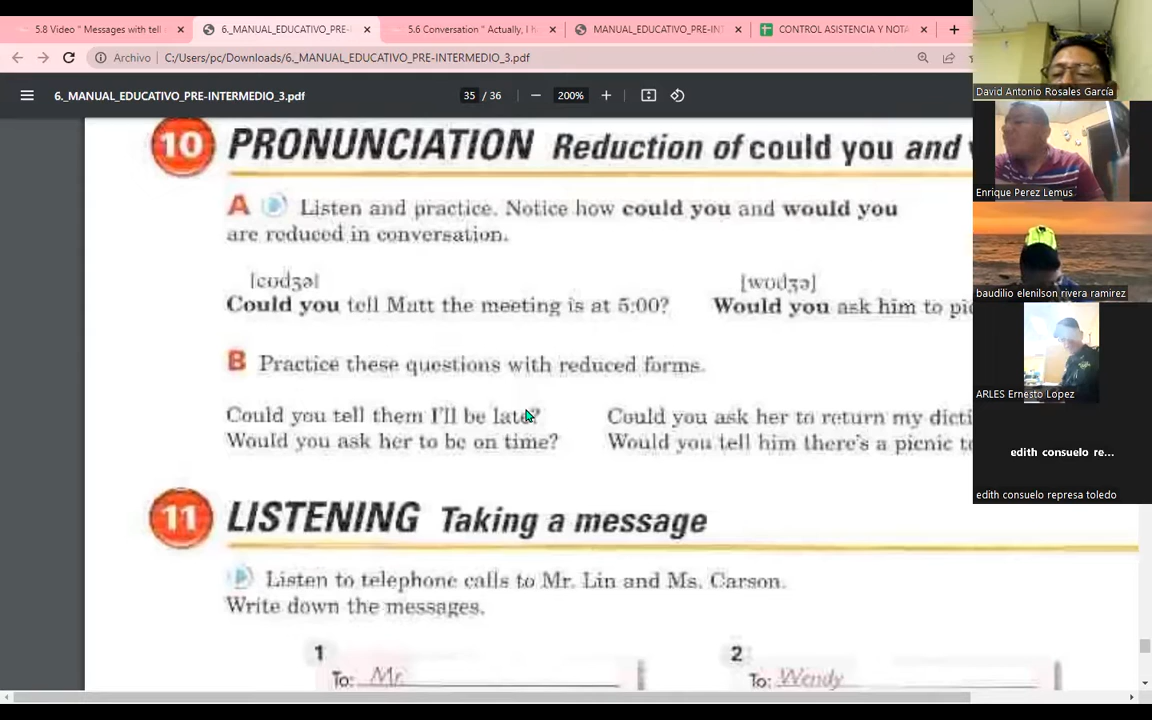 5.8 Video " Messages with tell
6._MANUAL_EDUCATIVO_PRE-
5.6 Conversation " Actually, I h
MANUAL_EDUCATIVO_PRE-INT
CONTROL ASISTENCIA Y NOTA
Archivo
C:/Users/pc/Downloads/6._MANUAL_EDUCATIVO_PRE-INTERMEDIO_3.pdf
6._MANUAL_EDUCATIVO_PRE-INTERMEDIO_3.pdf
35 / 36
200%
10 PRONUNCIATION Reduction of could you and
A Listen and practice. Notice how could you and would you
are reduced in conversation.
[cʊdʒə]
[wʊdʒə]
Could you tell Matt the meeting is at 5:00?
Would you ask him to pic
B Practice these questions with reduced forms.
Could you tell them I'll be late?
Could you ask her to return my dicti
Would you ask her to be on time?
Would you tell him there's a picnic to
11 LISTENING Taking a message
Listen to telephone calls to Mr. Lin and Ms. Carson.
Write down the messages.
1
2
To: Mr.
To: Wendy
David Antonio Rosales García
Enrique Perez Lemus
baudilio elenilson rivera ramirez
ARLES Ernesto Lopez
edith consuelo re...
edith consuelo represa toledo